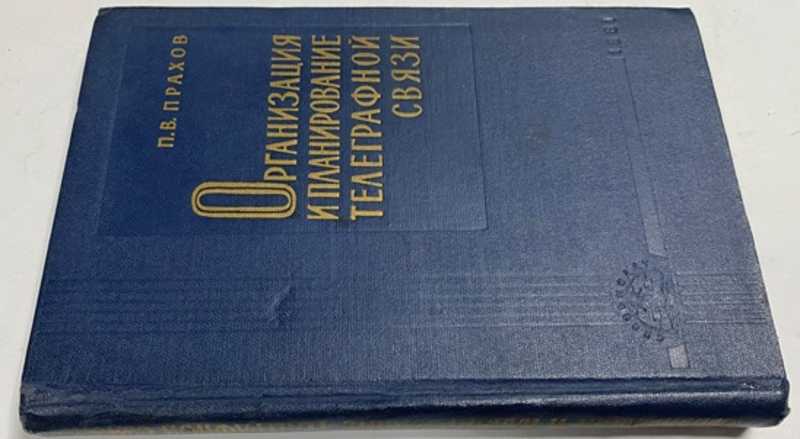 П.В. ПРАХОВ
ОРГАНИЗАЦИЯ
И ПЛАНИРОВАНИЕ
ТЕЛЕГРАФНОЙ
СВЯЗИ